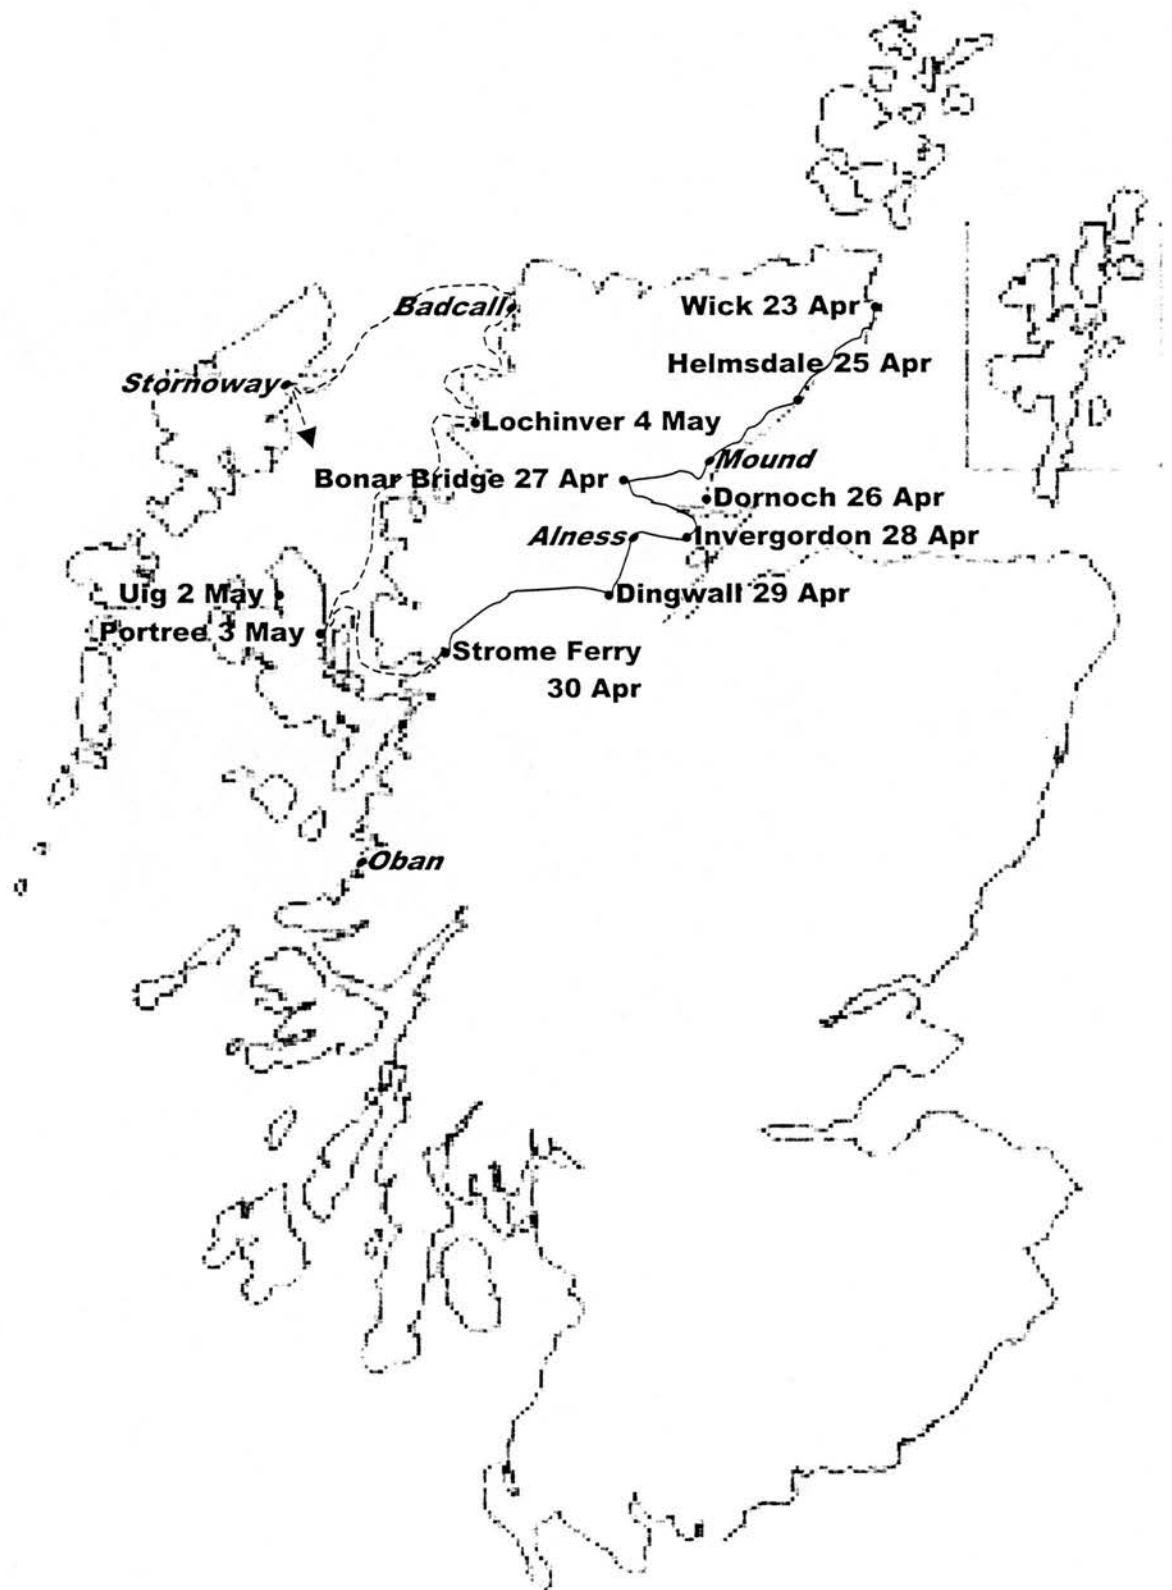 Badcall
Wick 23 Apr
Helmsdale 25 Apr
Stornoway
Lochinver 4 May
Mound
Bonar Bridge 27 Apr
Dornoch 26 Apr
Alness
Invergordon 28 Apr
Uig 2 May
Dingwall 29 Apr
Portree 3 May
Strome Ferry
30 Apr
Oban